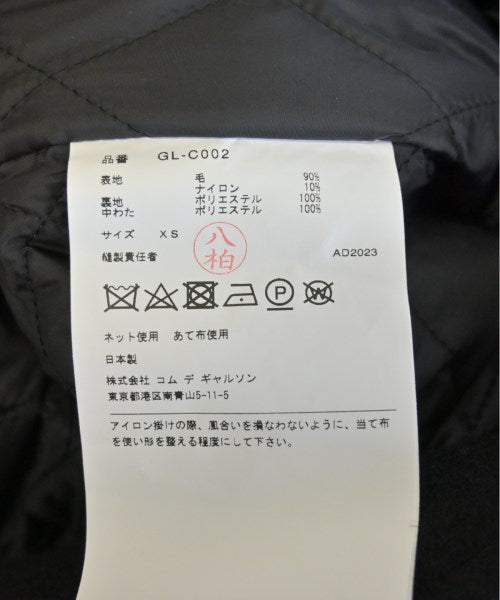 品番 GL-C002
表地 毛 90%
ナイロン 10%
裏地 ポリエステル 100%
中わた ポリエステル 100%
サイズ XS
縫製責任者 八柏 AD2023
P W
ネット使用 あて布使用
日本製
株式会社 コム デ ギャルソン
東京都港区南青山5-11-5
アイロン掛けの際、風合いを損なわないように、当て布
を使い形を整える程度にして下さい。